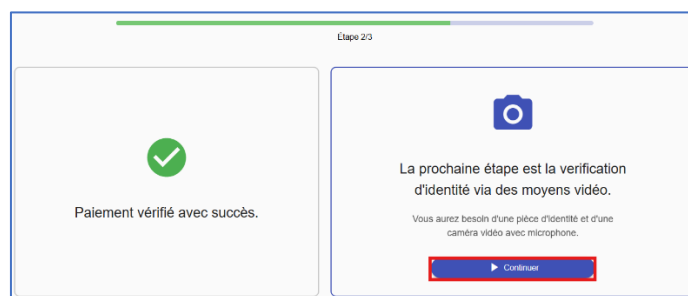 Étape 2/3
Paiement vérifié avec succès.
La prochaine étape est la verification
d'identité via des moyens vidéo.
Vous aurez besoin d'une pièce d'identité et d'une
caméra vidéo avec microphone.
Continuer